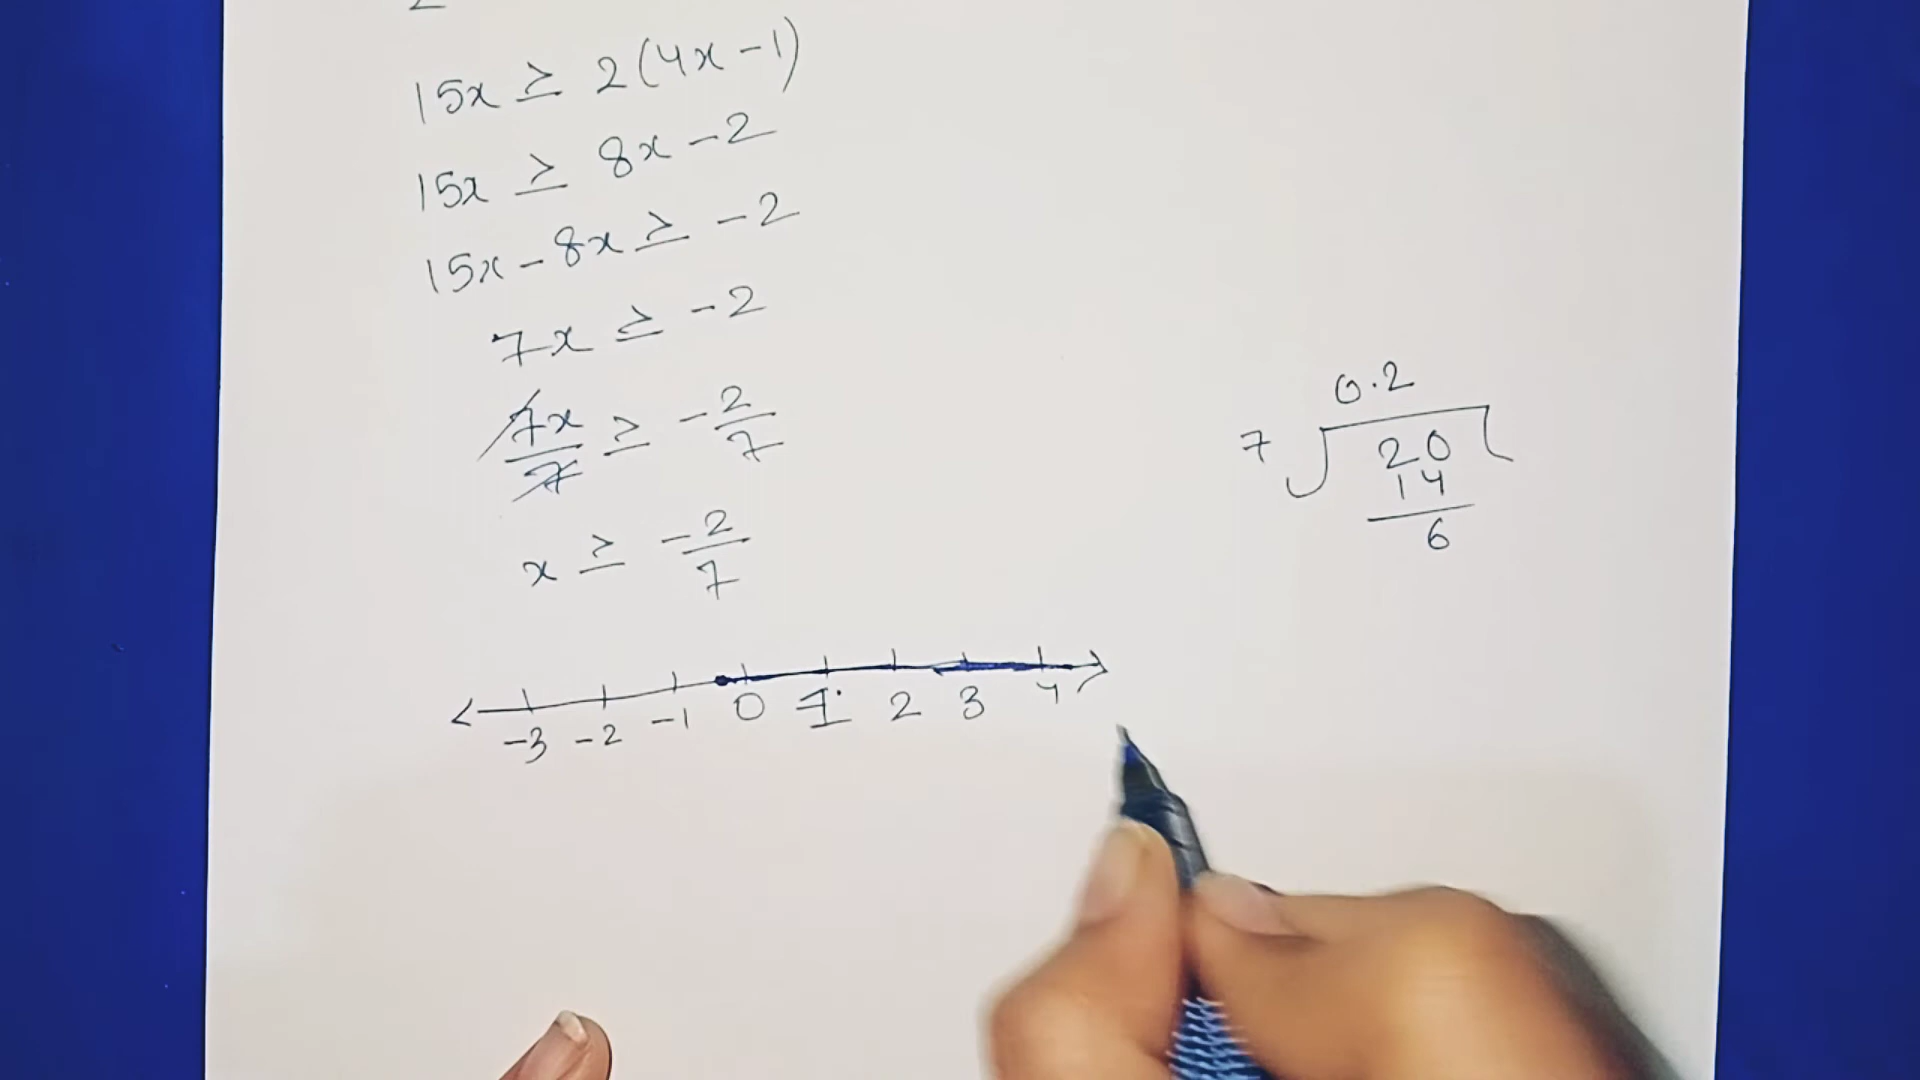 15x ≥ 2(4x-1)
15x ≥ 8x-2
15x-8x ≥ -2
7x ≥ -2
7x/7 ≥ -2/7
x ≥ -2/7
-3 -2 -1 0 1 2 3 4
0.2
7 20
14
6